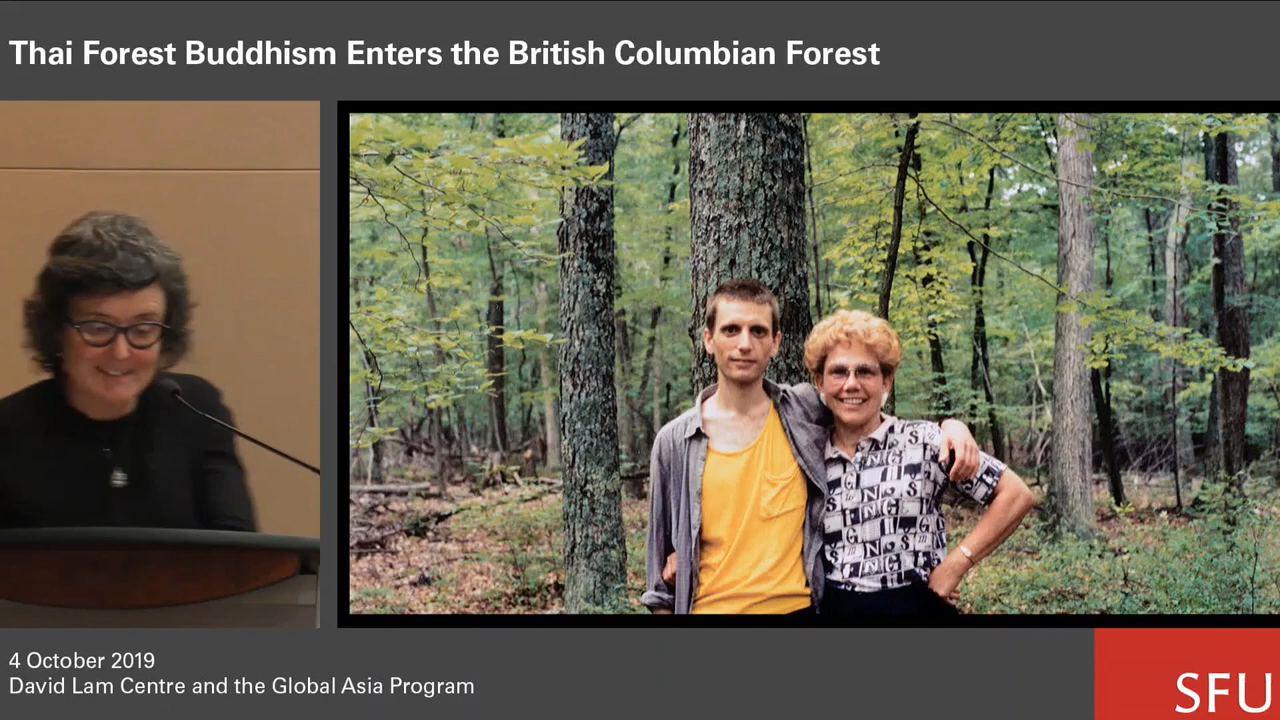 Thai Forest Buddhism Enters the British Columbian Forest
4 October 2019
David Lam Centre and the Global Asia Program
SFU